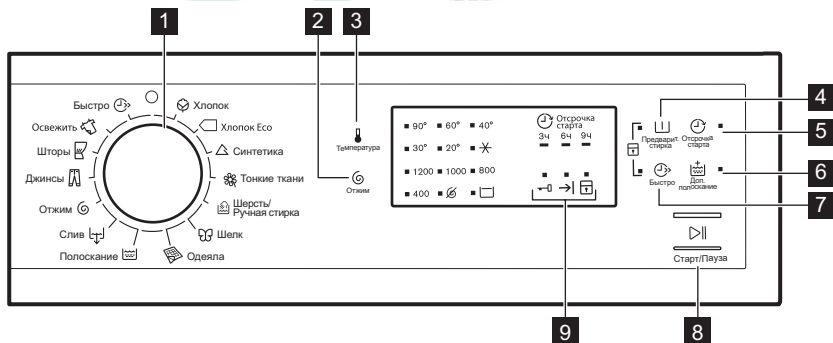 1
2
3
4
5
6
7
8
9
Быстро
Освежить
Шторы
Джинсы
Отжим
Слив
Полоскание
Хлопок
Хлопок Eco
Синтетика
Тонкие ткани
Шерсть/
Ручная стирка
Шелк
Одеяла
Температура
Отжим
90° 60° 40°
30° 20°
1200 1000 800
400
Отсрочка
старта
3ч 6ч 9ч
Предварит.
стирка
Отсрочка
старта
Быстро
Доп.
полоскание
Старт/Пауза